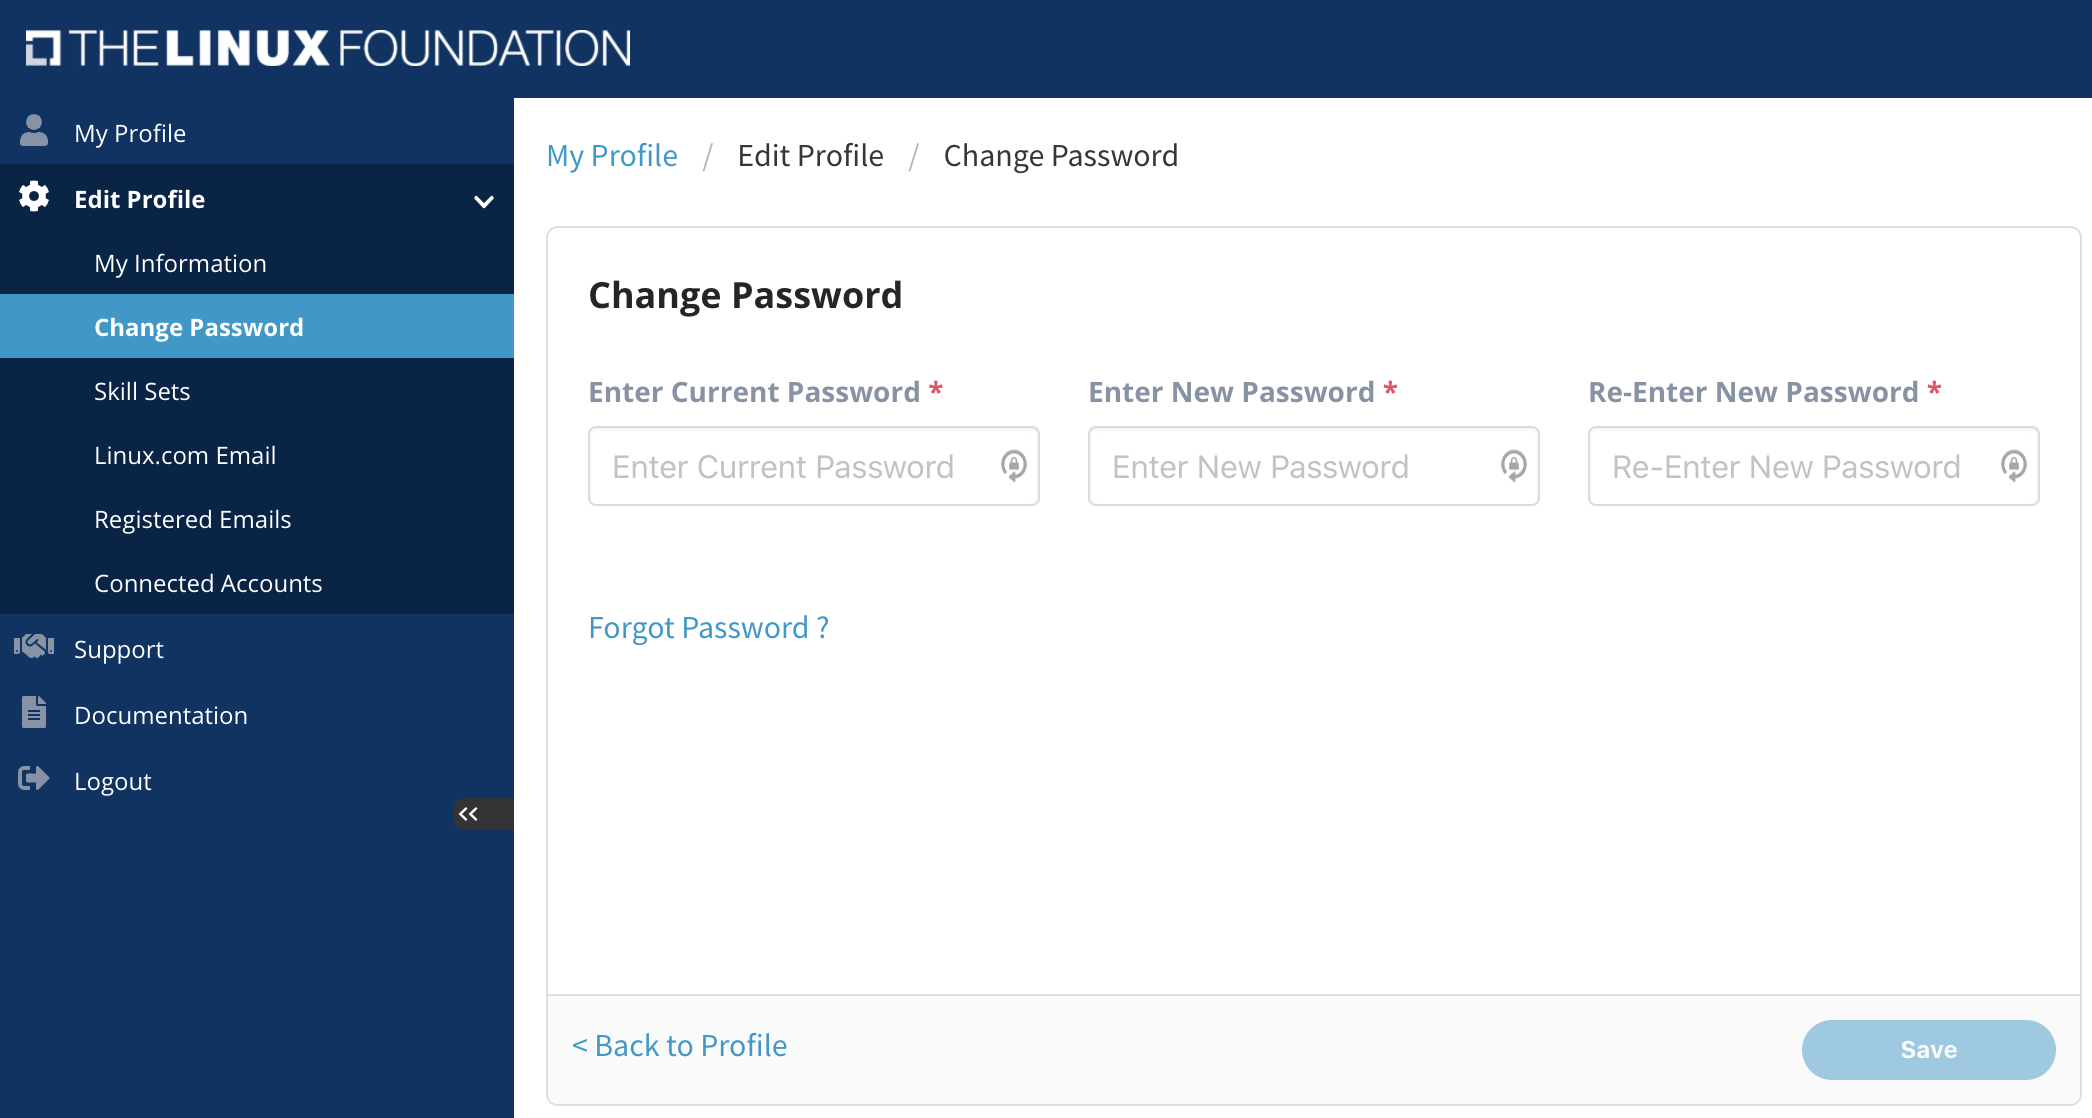 THE LINUX FOUNDATION
My Profile
Edit Profile
My Information
Change Password
Skill Sets
Linux.com Email
Registered Emails
Connected Accounts
Support
Documentation
Logout
My Profile / Edit Profile / Change Password
Change Password
Enter Current Password * Enter New Password * Re-Enter New Password *
Enter Current Password Enter New Password Re-Enter New Password
Forgot Password ?
< Back to Profile Save